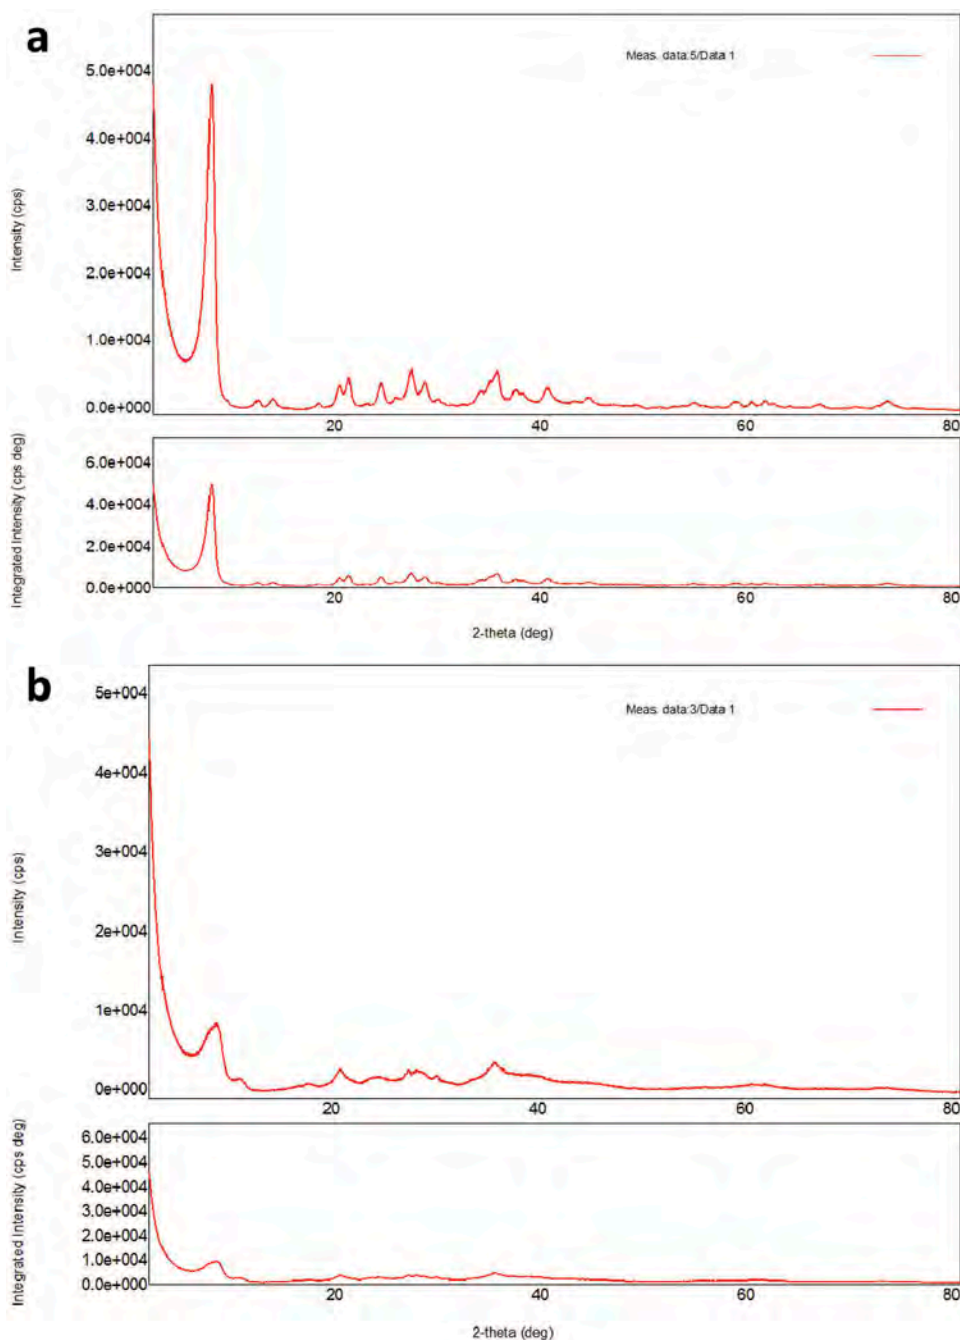 a
Meas. data:5/Data 1
5.0e+004
4.0e+004
3.0e+004
2.0e+004
1.0e+004
0.0e+000
Intensity (cps)
20 40 60 80
6.0e+004
4.0e+004
2.0e+004
0.0e+000
Integrated Intensity (cps deg)
20 40 60 80
2-theta (deg)
b
Meas. data:3/Data 1
5e+004
4e+004
3e+004
2e+004
1e+004
0e+000
Intensity (cps)
20 40 60 80
6.0e+004
5.0e+004
4.0e+004
3.0e+004
2.0e+004
1.0e+004
0.0e+004
Integrated Intensity (cps deg)
20 40 60 80
2-theta (deg)